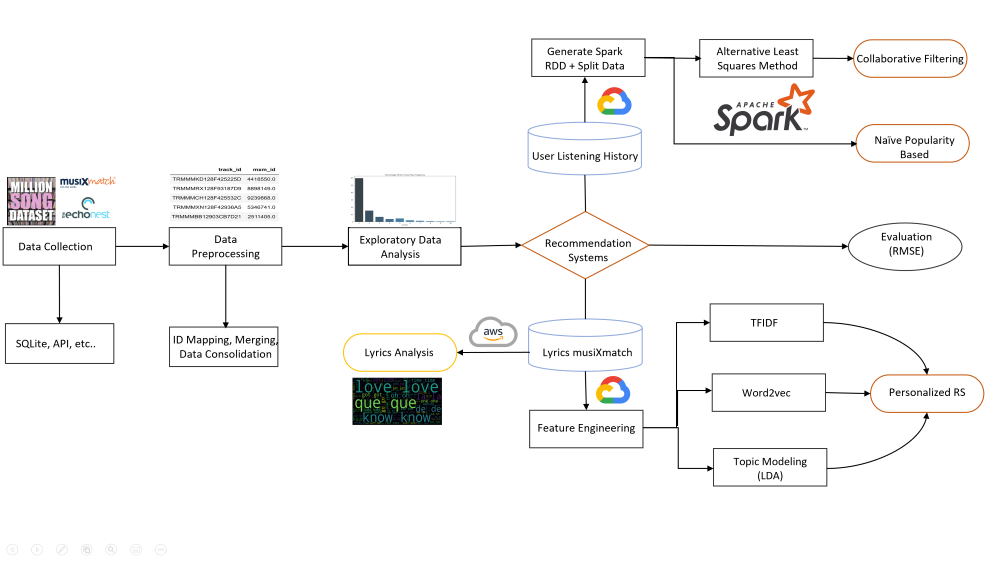 Generate Spark
RDD + Split Data
Alternative Least
Squares Method
Collaborative Filtering
APACHE
Spark
TM
User Listening History
Naïve Popularity
Based
MILLION
SONG
DATASET
musiXmatch
the echonest
track_id mxm_id
TRMMMKD128F425225D 4418550.0
TRMMMRX128F93187D9 8898149.0
TRMMMCH128F425532C 9239868.0
TRMMMXN128F42936A5 5346741.0
TRMMMBB12903CB7D21 2511405.0
Data Collection
Data
Preprocessing
Exploratory Data
Analysis
Recommendation
Systems
Evaluation
(RMSE)
SQLite, API, etc..
ID Mapping, Merging,
Data Consolidation
Lyrics Analysis
aws
Lyrics musiXmatch
love love
que que
de de
know know
Feature Engineering
TFIDF
Word2vec
Topic Modeling
(LDA)
Personalized RS